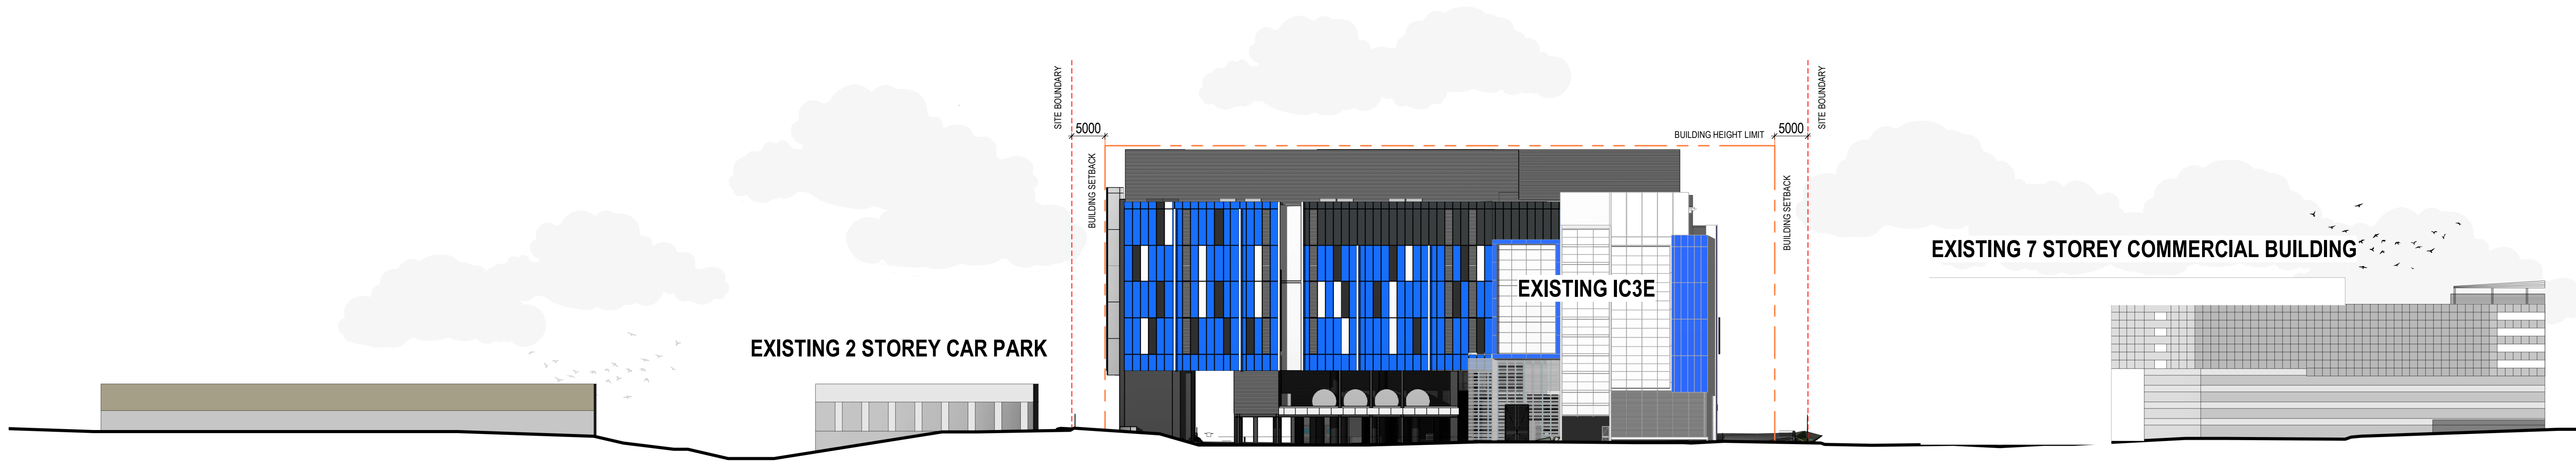 SITE BOUNDARY
5000
BUILDING SETBACK
BUILDING HEIGHT LIMIT
5000
SITE BOUNDARY
BUILDING SETBACK
EXISTING 7 STOREY COMMERCIAL BUILDING
EXISTING IC3E
EXISTING 2 STOREY CAR PARK